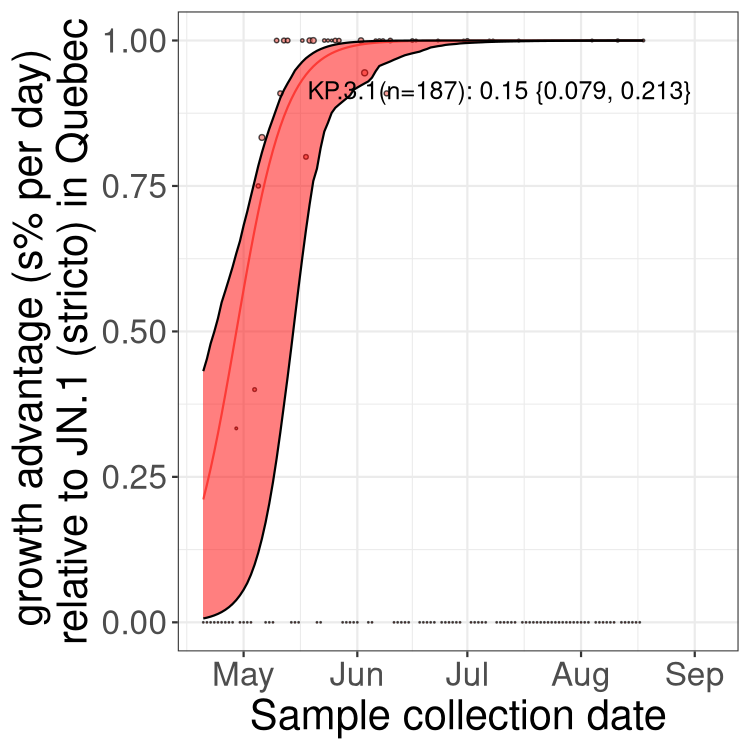 growth advantage (s% per day)
relative to JN.1 (stricto) in Quebec
1.00
0.75
0.50
0.25
0.00
KP.3.1(n=187): 0.15 {0.079, 0.213}
May Jun Jul Aug Sep
Sample collection date